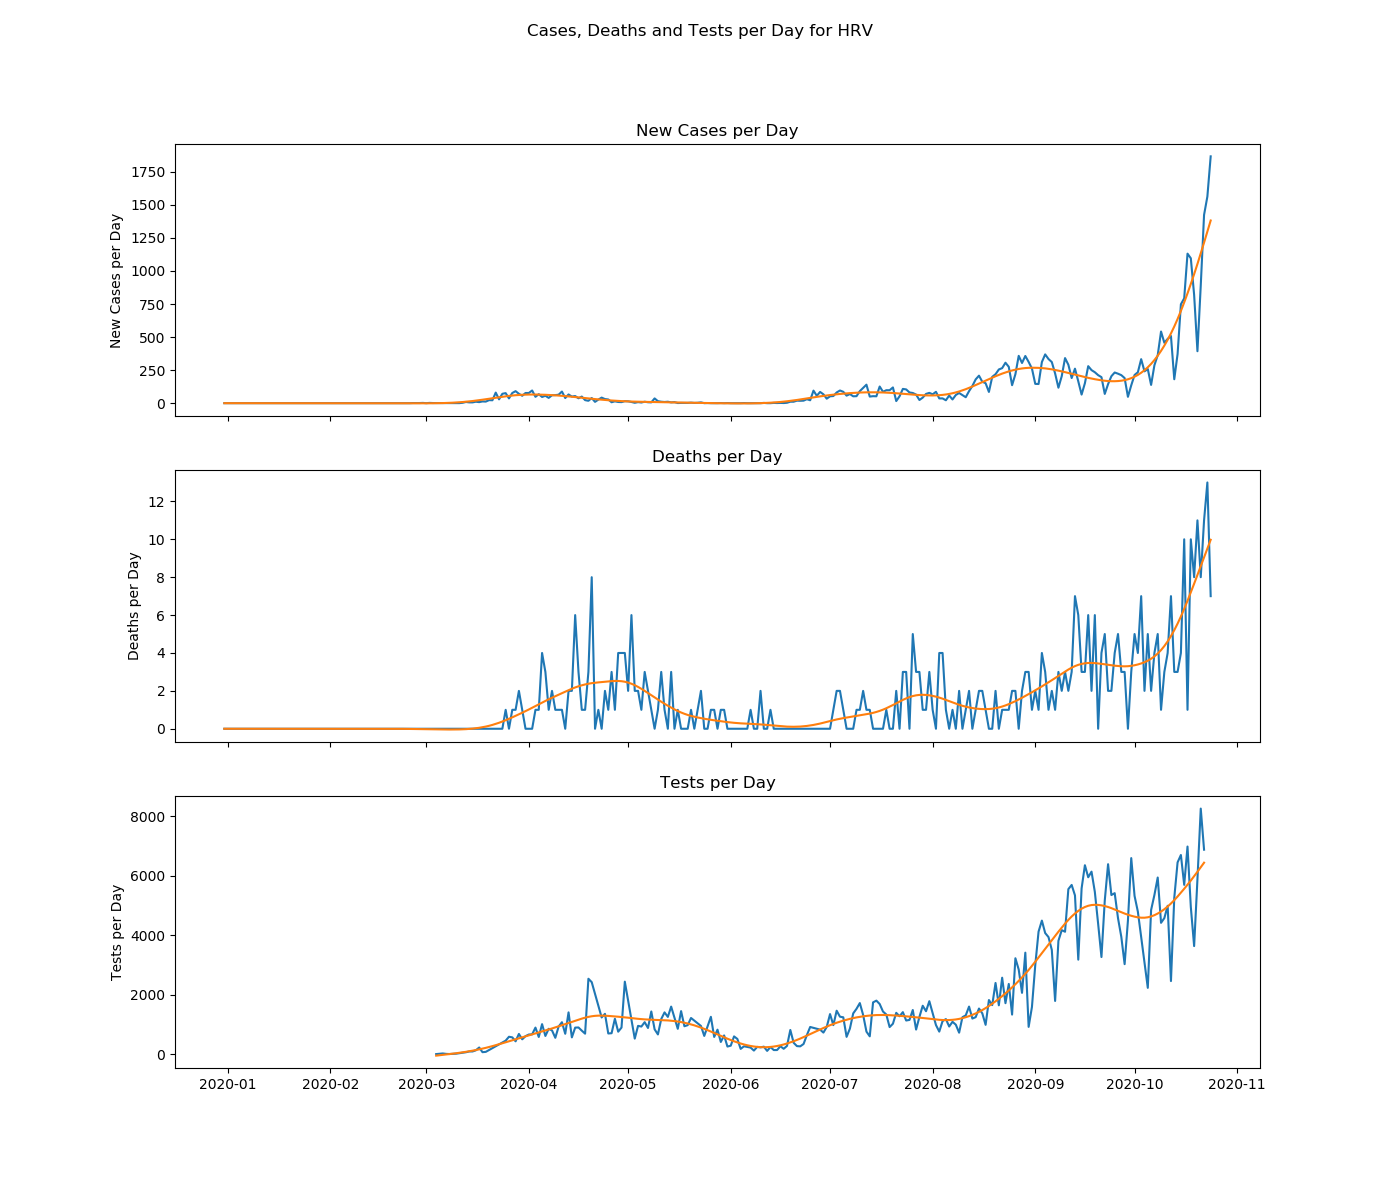 Cases, Deaths and Tests per Day for HRV
New Cases per Day
New Cases per Day
1750
1500
1250
1000
750
500
250
0
Deaths per Day
Deaths per Day
12
10
8
6
4
2
0
Tests per Day
Tests per Day
8000
6000
4000
2000
0
2020-01 2020-02 2020-03 2020-04 2020-05 2020-06 2020-07 2020-08 2020-09 2020-10 2020-11